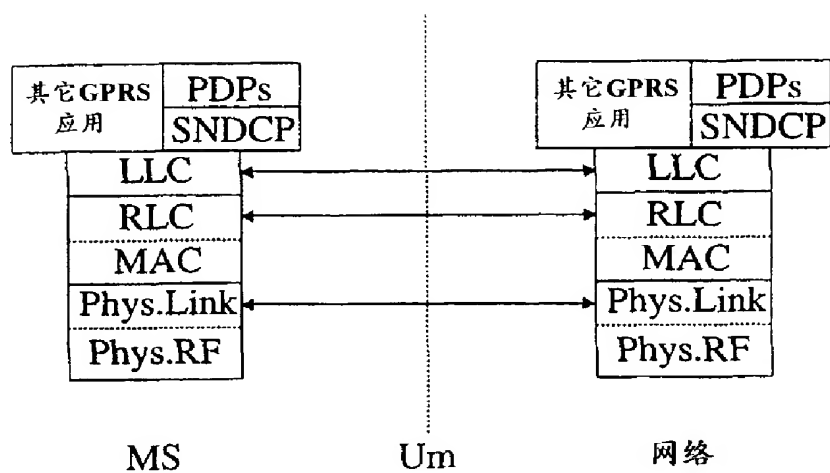 其它GPRS
应用
PDPs
SNDCP
LLC
RLC
MAC
Phys.Link
Phys.RF
MS
Um
其它GPRS
应用
PDPs
SNDCP
LLC
RLC
MAC
Phys.Link
Phys.RF
网络